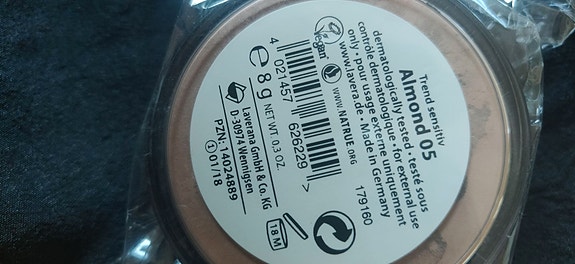 Trend sensitiv
Almond 05
dermatologically tested • testé sous
contrôle dermatologique • for external use
only • pour usage externe uniquement
www.lavera.de • Made in Germany
Vegan
www.NATRUE.ORG
179160
4 021457 626229 >
e 8 g NET WT. 0.3 OZ.
Laverana GmbH & Co. KG
D-30974 Wennigsen
PZN: 14024889
01/18
18 M